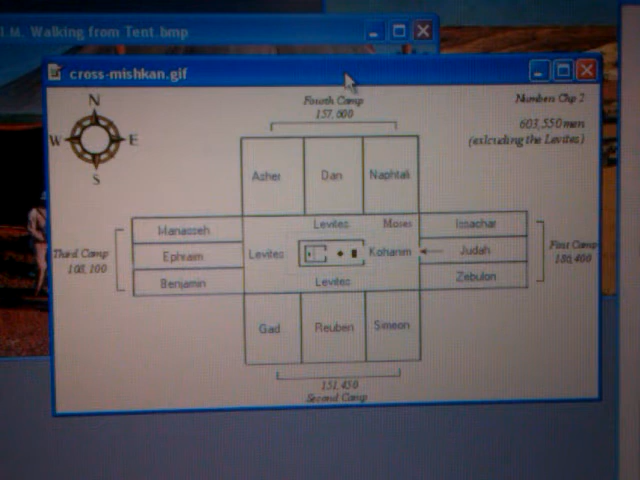 I.M. Walking from Tent.bmp
cross-mishkan.gif
N
W E
S
Fourth Camp
157,600
Numbers Chp 2
603,550 men
(exlcuding the Levites)
Asher Dan Naphtali
Manasseh
Ephraim
Benjamin
Third Camp
108,100
Levites Moses
Levites Kohanim
Levites
Issachar
Judah
Zebulon
First Camp
186,400
Gad Reuben Simeon
151,450
Second Camp